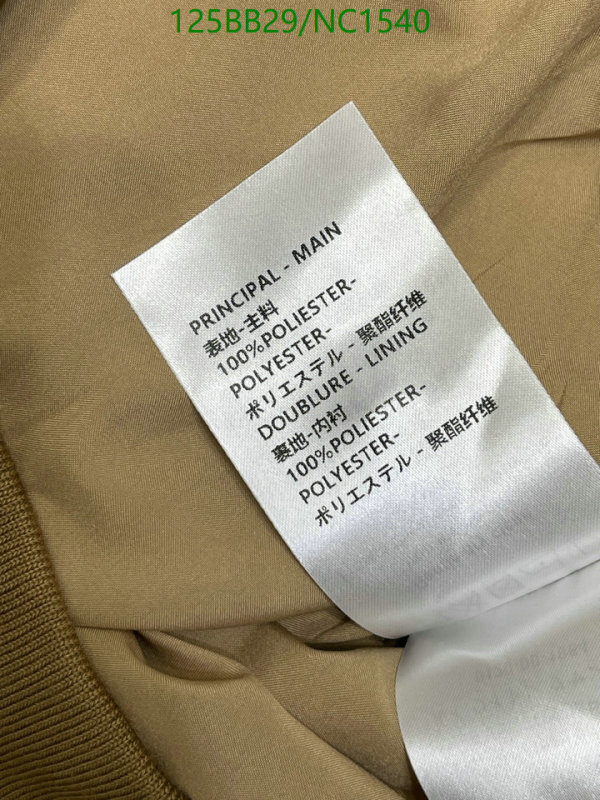 125BB29/NC1540
PRINCIPAL - MAIN
表地-主料
100%POLIESTER-
POLYESTER-
ポリエステル - 聚酯纤维
DOUBLURE - LINING
裏地-内衬
100%POLIESTER-
POLYESTER-
ポリエステル - 聚酯纤维